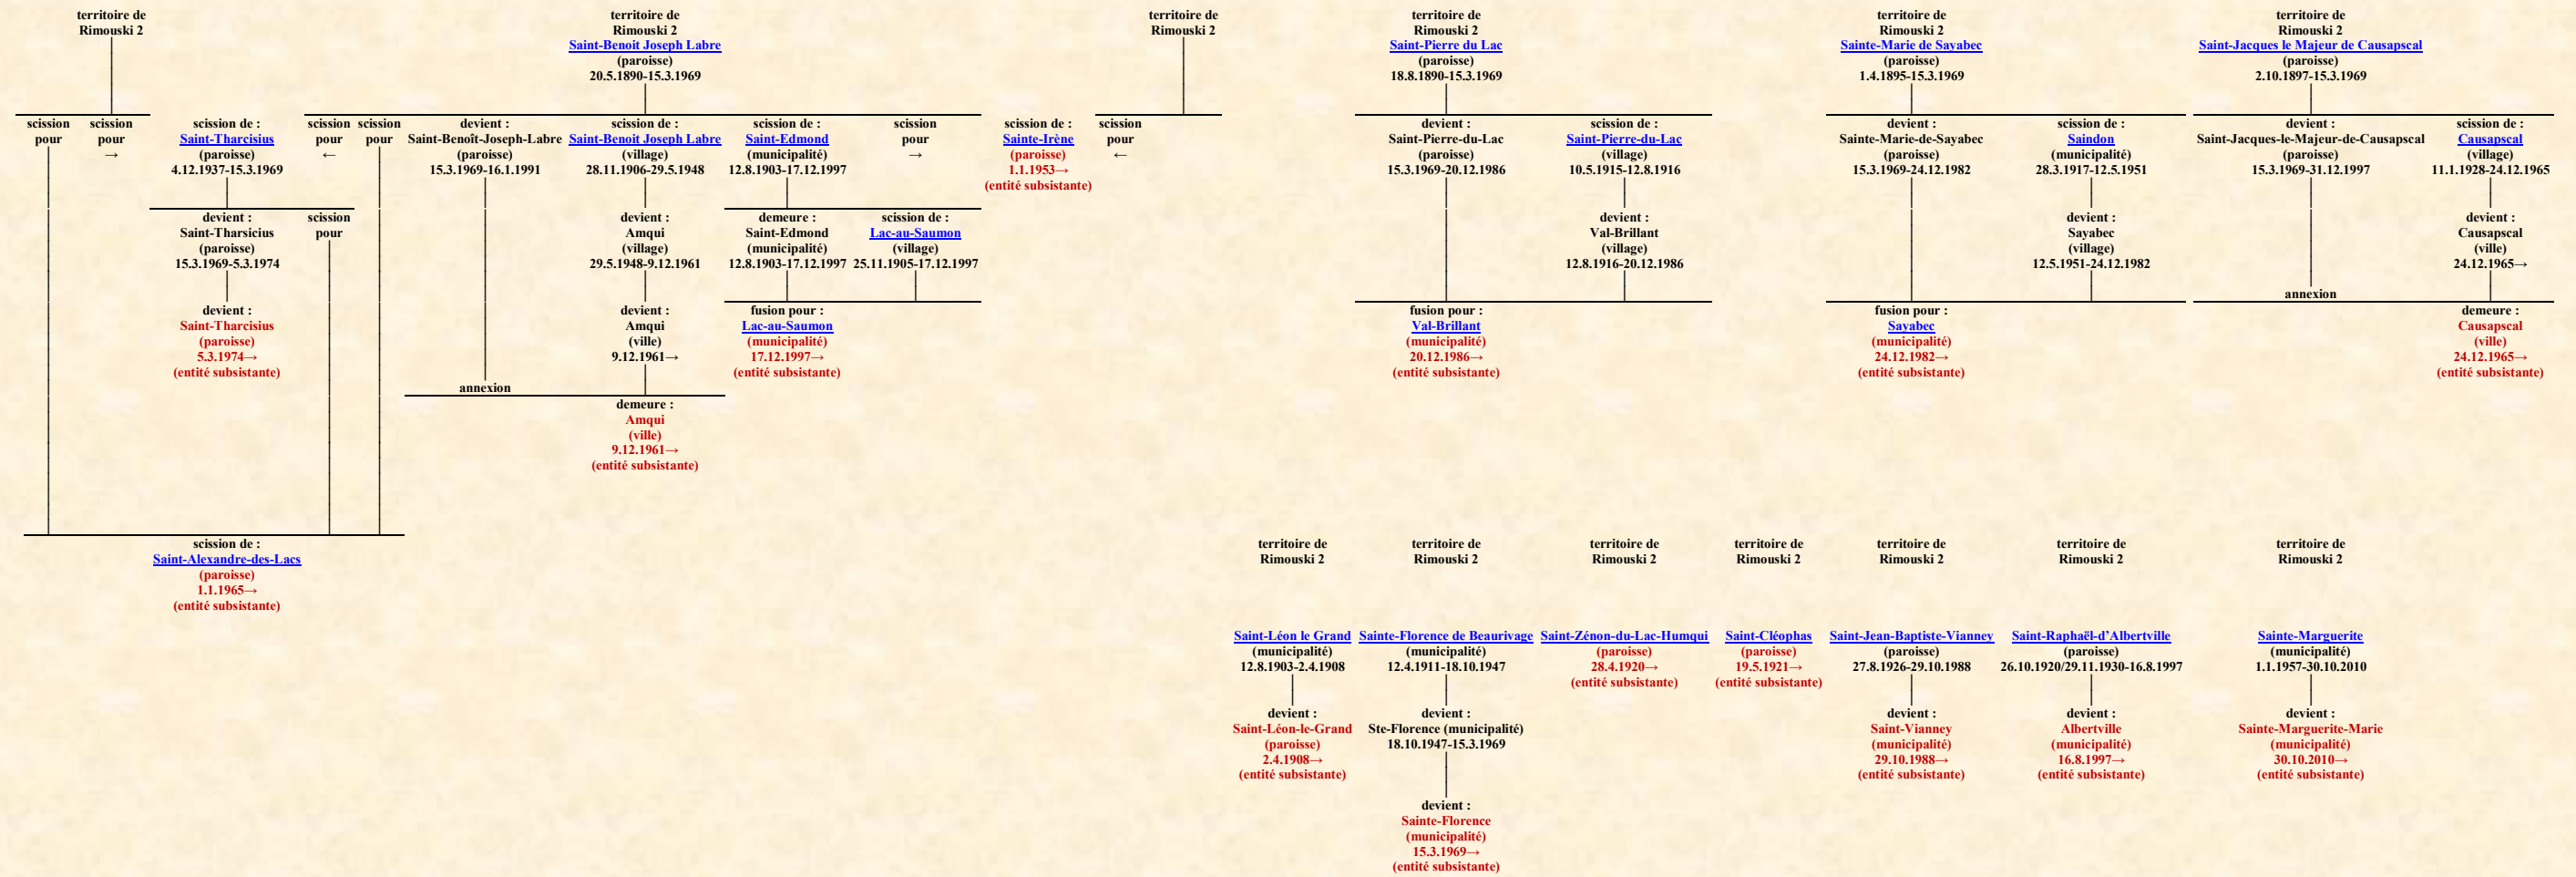 territoire de
Rimouski 2
territoire de
Rimouski 2
Saint-Benoit Joseph Labre
(paroisse)
20.5.1890-15.3.1969
territoire de
Rimouski 2
territoire de
Rimouski 2
Saint-Pierre du Lac
(paroisse)
18.8.1890-15.3.1969
territoire de
Rimouski 2
Sainte-Marie de Sayabec
(paroisse)
1.4.1895-15.3.1969
territoire de
Rimouski 2
Saint-Jacques le Majeur de Causapscal
(paroisse)
2.10.1897-15.3.1969
scission
pour
scission
pour
→
scission de :
Saint-Tharcisius
(paroisse)
4.12.1937-15.3.1969
scission
pour
←
scission
pour
devient :
Saint-Benoît-Joseph-Labre
(paroisse)
15.3.1969-16.1.1991
scission de :
Saint-Benoit Joseph Labre
(village)
28.11.1906-29.5.1948
scission de :
Saint-Edmond
(municipalité)
12.8.1903-17.12.1997
scission
pour
→
scission de :
Sainte-Irène
(paroisse)
1.1.1953→
(entité subsistante)
scission
pour
←
devient :
Saint-Pierre-du-Lac
(paroisse)
15.3.1969-20.12.1986
scission de :
Saint-Pierre-du-Lac
(village)
10.5.1915-12.8.1916
devient :
Sainte-Marie-de-Sayabec
(paroisse)
15.3.1969-24.12.1982
scission de :
Saindon
(municipalité)
28.3.1917-12.5.1951
devient :
Saint-Jacques-le-Majeur-de-Causapscal
(paroisse)
15.3.1969-31.12.1997
scission de :
Causapscal
(village)
11.1.1928-24.12.1965
devient :
Saint-Tharsicius
(paroisse)
15.3.1969-5.3.1974
scission
pour
devient :
Amqui
(village)
29.5.1948-9.12.1961
demeure :
Saint-Edmond
(municipalité)
12.8.1903-17.12.1997
scission de :
Lac-au-Saumon
(village)
25.11.1905-17.12.1997
devient :
Val-Brillant
(village)
12.8.1916-20.12.1986
devient :
Sayabec
(village)
12.5.1951-24.12.1982
devient :
Causapscal
(ville)
24.12.1965→
annexion
devient :
Saint-Tharcisius
(paroisse)
5.3.1974→
(entité subsistante)
devient :
Amqui
(ville)
9.12.1961→
fusion pour :
Lac-au-Saumon
(municipalité)
17.12.1997→
(entité subsistante)
fusion pour :
Val-Brillant
(municipalité)
20.12.1986→
(entité subsistante)
fusion pour :
Sayabec
(municipalité)
24.12.1982→
(entité subsistante)
demeure :
Causapscal
(ville)
24.12.1965→
(entité subsistante)
annexion
demeure :
Amqui
(ville)
9.12.1961→
(entité subsistante)
scission de :
Saint-Alexandre-des-Lacs
(paroisse)
1.1.1965→
(entité subsistante)
territoire de
Rimouski 2
territoire de
Rimouski 2
territoire de
Rimouski 2
territoire de
Rimouski 2
territoire de
Rimouski 2
territoire de
Rimouski 2
territoire de
Rimouski 2
Saint-Léon le Grand
(municipalité)
12.8.1903-2.4.1908
Sainte-Florence de Beaurivage
(municipalité)
12.4.1911-18.10.1947
Saint-Zénon-du-Lac-Humqui
(paroisse)
28.4.1920→
(entité subsistante)
Saint-Cléophas
(paroisse)
19.5.1921→
(entité subsistante)
Saint-Jean-Baptiste-Vianney
(paroisse)
27.8.1926-29.10.1988
Saint-Raphaël-d’Albertville
(paroisse)
26.10.1920/29.11.1930-16.8.1997
Sainte-Marguerite
(municipalité)
1.1.1957-30.10.2010
devient :
Saint-Léon-le-Grand
(paroisse)
2.4.1908→
(entité subsistante)
devient :
Ste-Florence (municipalité)
18.10.1947-15.3.1969
devient :
Saint-Vianney
(municipalité)
29.10.1988→
(entité subsistante)
devient :
Albertville
(municipalité)
16.8.1997→
(entité subsistante)
devient :
Sainte-Marguerite-Marie
(municipalité)
30.10.2010→
(entité subsistante)
devient :
Sainte-Florence
(municipalité)
15.3.1969→
(entité subsistante)